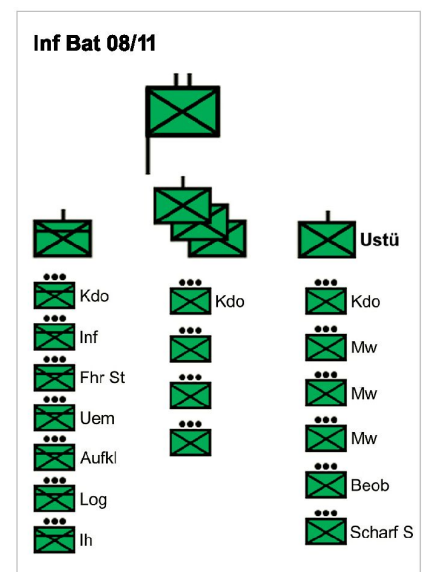 Inf Bat 08/11
Ustü
Kdo
Inf
Fhr St
Uem
Aufkl
Log
Ih
Kdo
Kdo
Mw
Mw
Mw
Beob
Scharf S